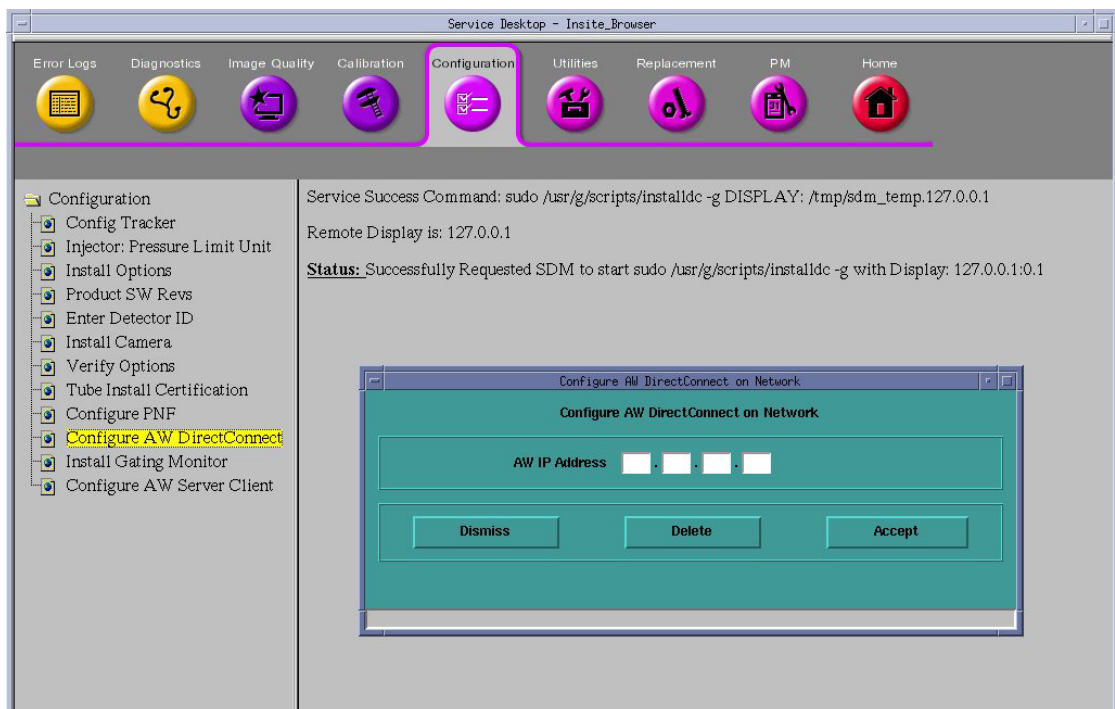 Service Desktop - Insite_Browser
Error Logs Diagnostics Image Quality Calibration Configuration Utilities Replacement PM Home
31
Configuration
Config Tracker
Injector: Pressure Limit Unit
Install Options
Product SW Revs
Enter Detector ID
Install Camera
Verify Options
Tube Install Certification
Configure PNF
Configure AW DirectConnect
Install Gating Monitor
Configure AW Server Client
Service Success Command: sudo /usr/g/scripts/installdc -g DISPLAY: /tmp/sdm_temp.127.0.0.1
Remote Display is: 127.0.0.1
Status: Successfully Requested SDM to start sudo /usr/g/scripts/installdc -g with Display: 127.0.0.1:0.1
Configure AW DirectConnect on Network
Configure AW DirectConnect on Network
AW IP Address . . .
Dismiss Delete Accept